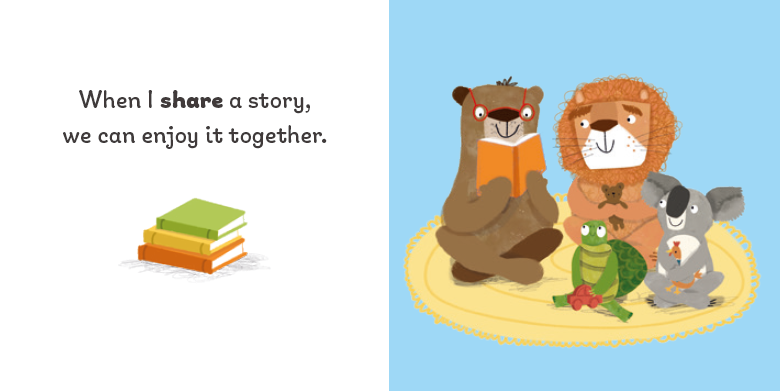 When I share a story,
we can enjoy it together.